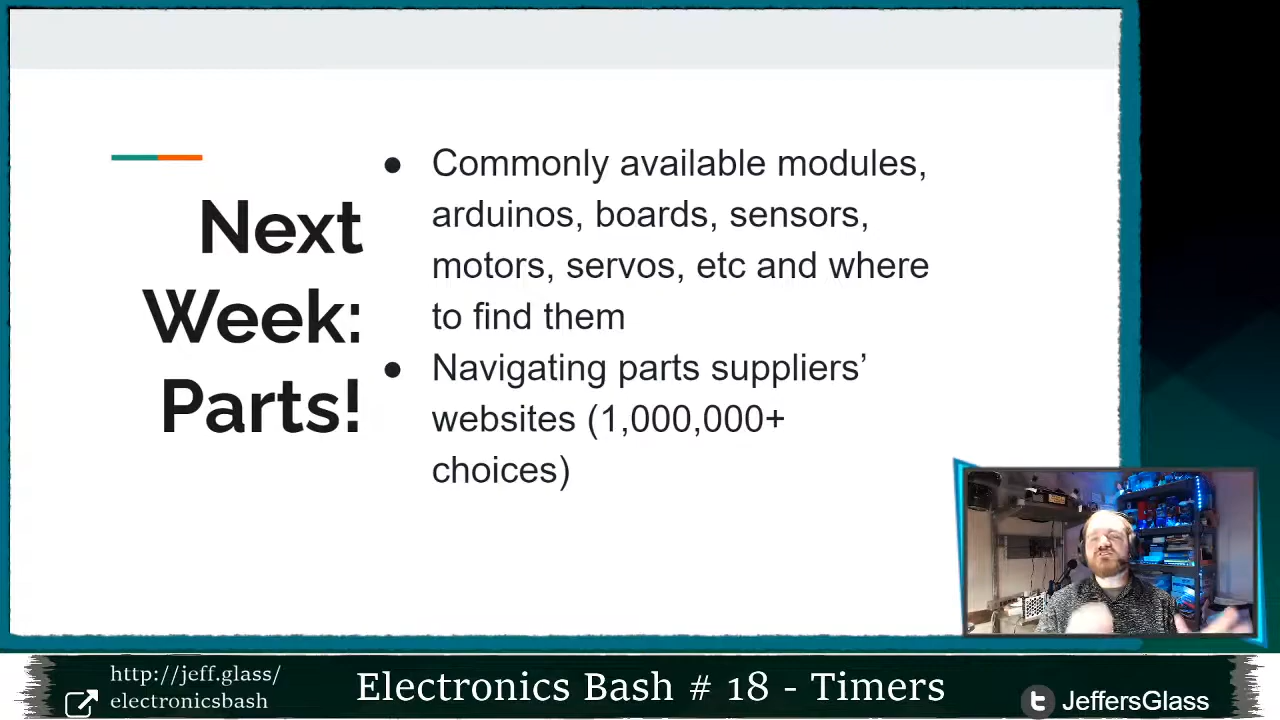 Next
Week:
Parts!
● Commonly available modules,
arduinos, boards, sensors,
motors, servos, etc and where
to find them
● Navigating parts suppliers’
websites (1,000,000+
choices)
http://jeff.glass/
electronicsbash
Electronics Bash # 18 - Timers
JeffersGlass